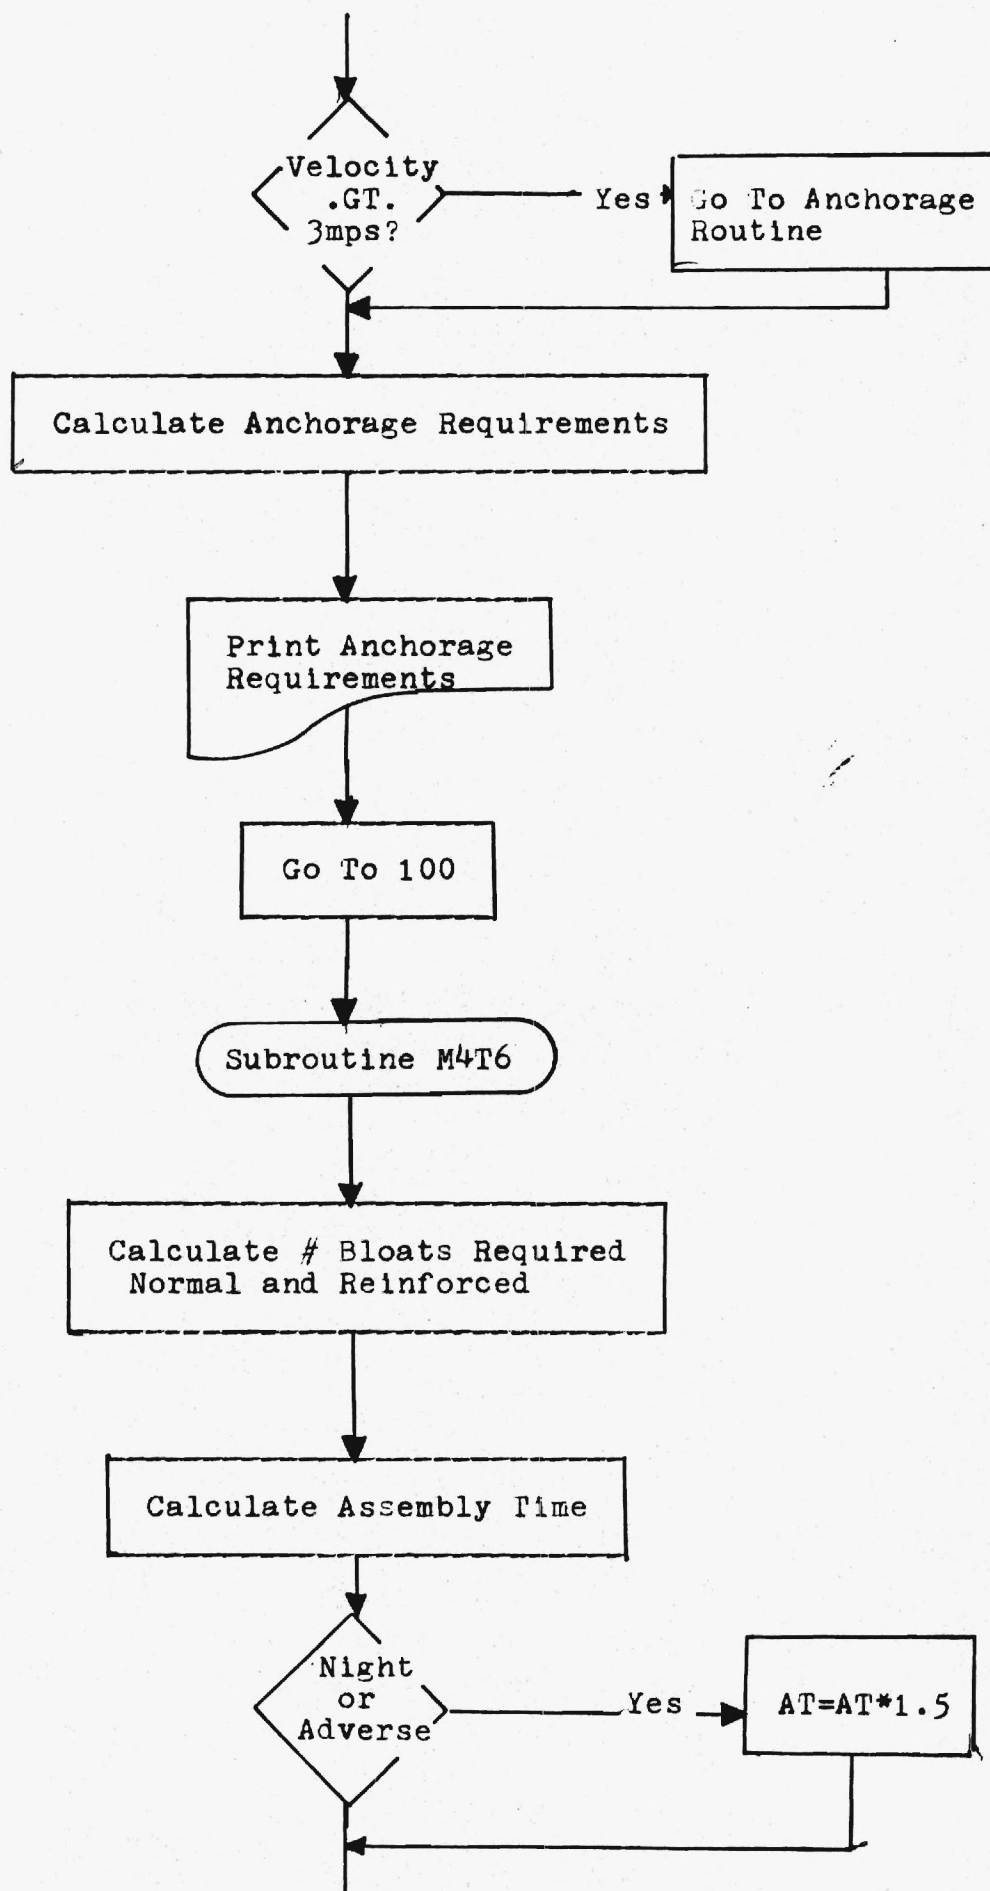 Velocity
.GT.
3mps?
Yes
Go To Anchorage
Routine
Calculate Anchorage Requirements
Print Anchorage
Requirements
Go To 100
Subroutine M4T6
Calculate # Bloats Required
Normal and Reinforced
Calculate Assembly Time
Night
or
Adverse
Yes
AT=AT*1.5